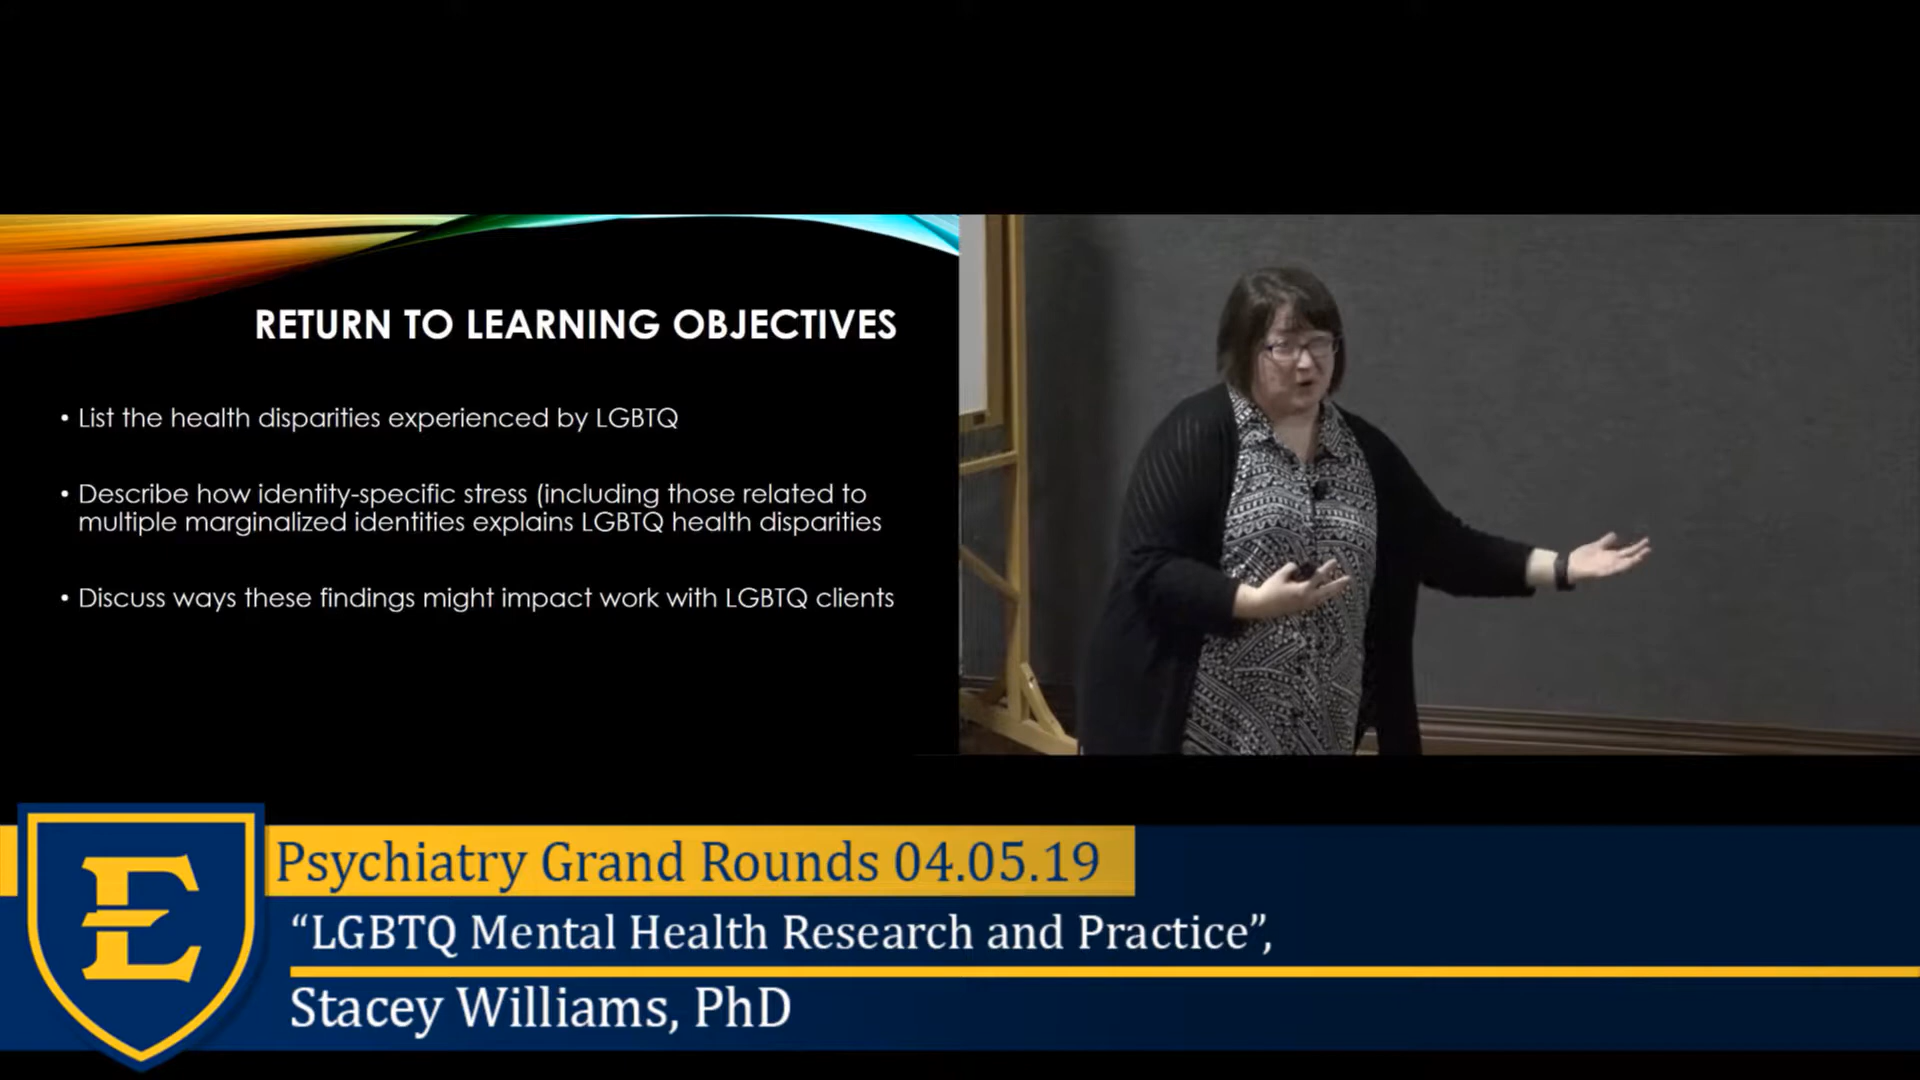 RETURN TO LEARNING OBJECTIVES
• List the health disparities experienced by LGBTQ
• Describe how identity-specific stress (including those related to
multiple marginalized identities explains LGBTQ health disparities
• Discuss ways these findings might impact work with LGBTQ clients
E
Psychiatry Grand Rounds 04.05.19
“LGBTQ Mental Health Research and Practice”,
Stacey Williams, PhD